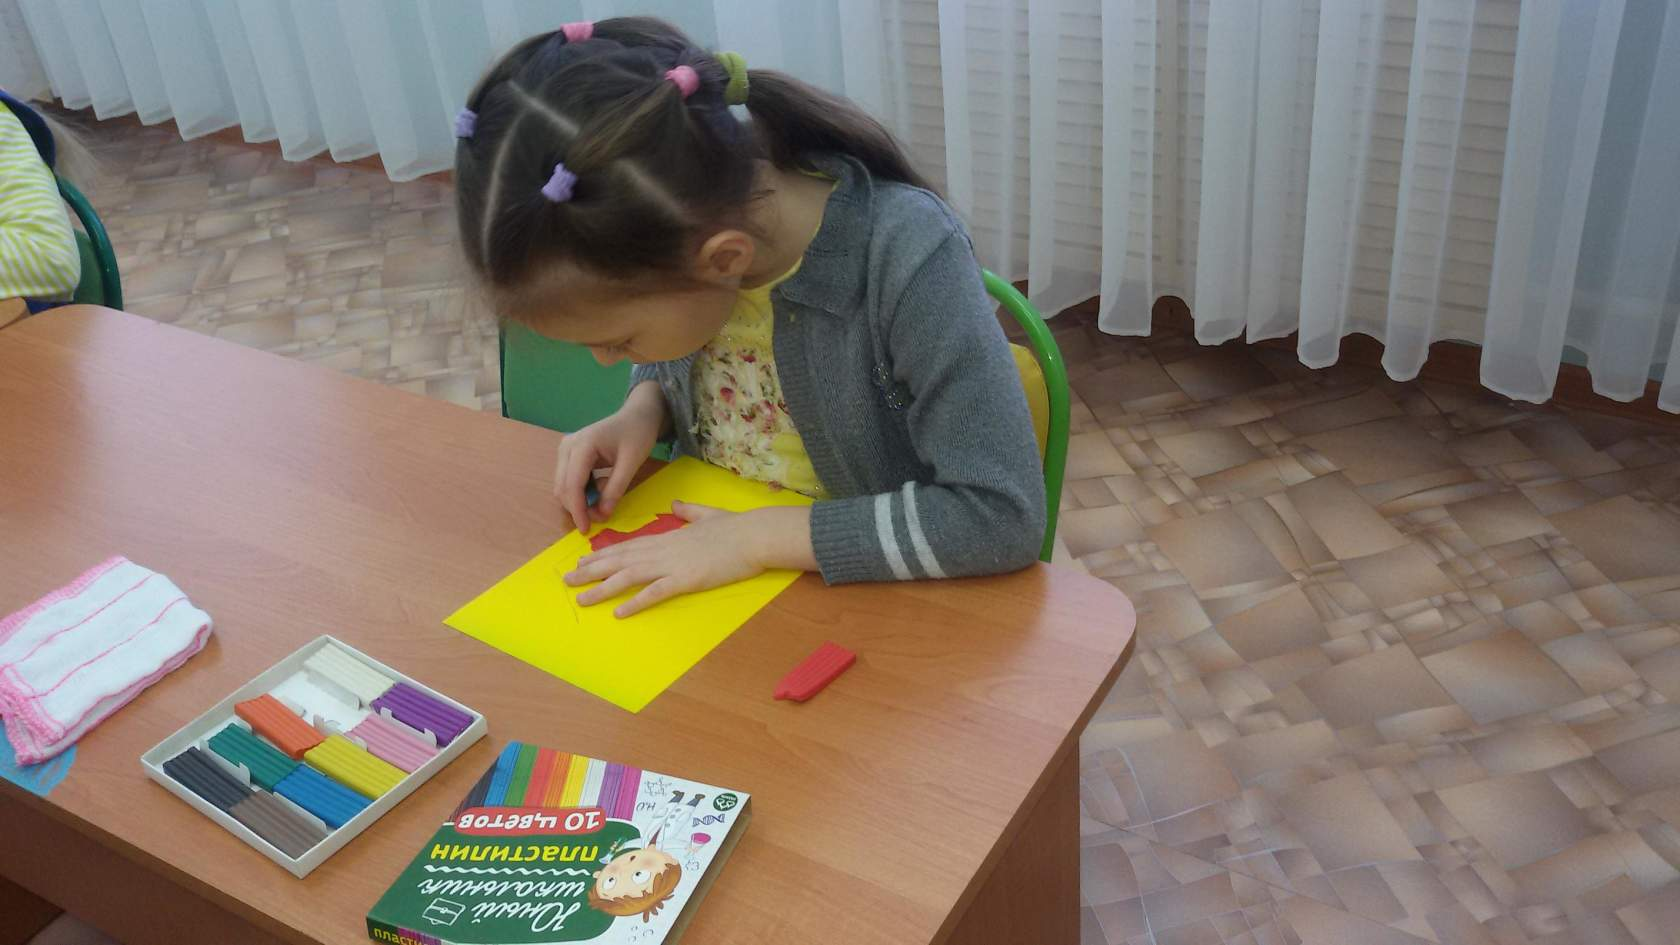 Юный
школьник
пластилин
10 цветов